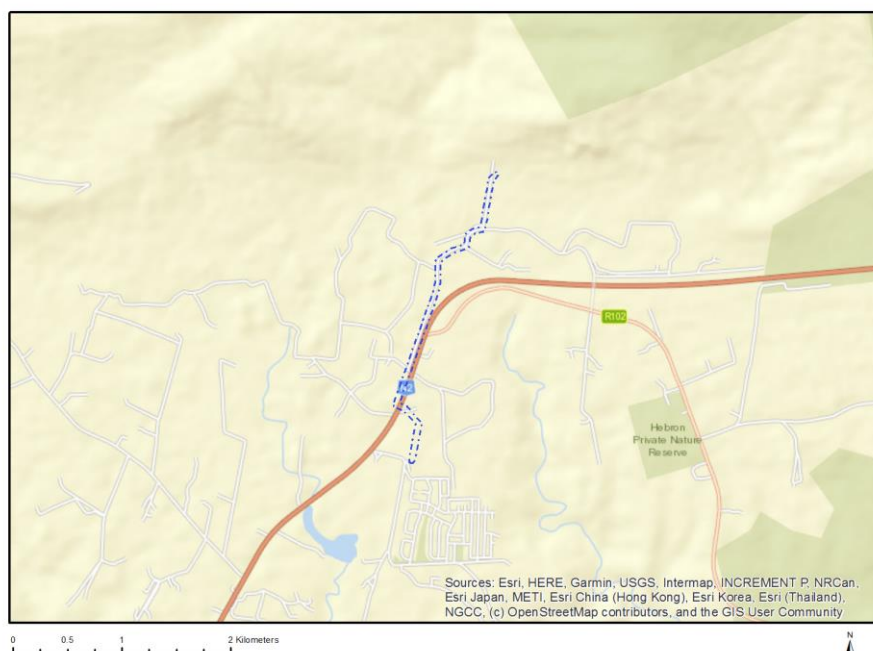 R102
N2
Hebron
Private Nature
Reserve
Sources: Esri, HERE, Garmin, USGS, Intermap, INCREMENT P, NRCan,
Esri Japan, METI, Esri China (Hong Kong), Esri Korea, Esri (Thailand),
NGCC, (c) OpenStreetMap contributors, and the GIS User Community
0 0.5 1 2 Kilometers
N